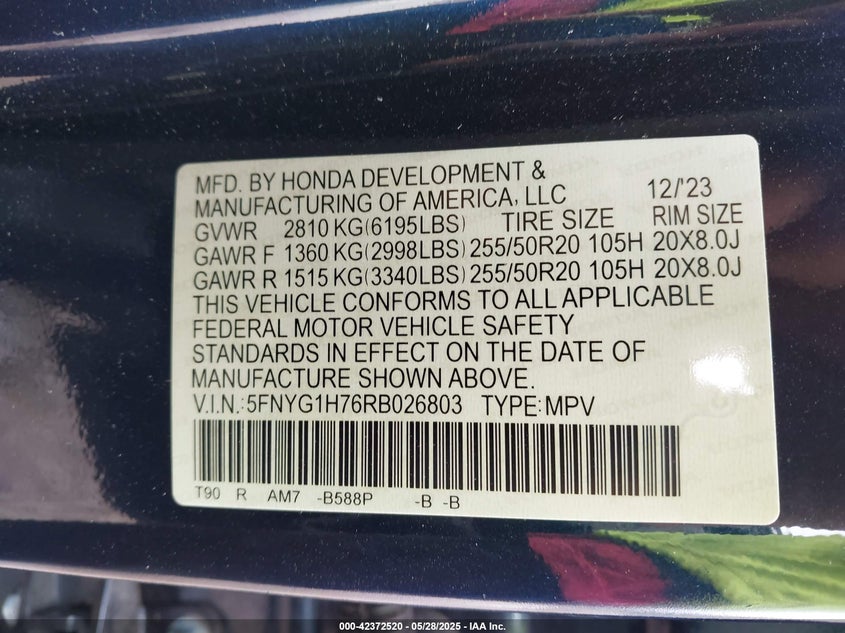 MFD. BY HONDA DEVELOPMENT &
MANUFACTURING OF AMERICA, LLC 12/'23
GVWR 2810 KG(6195LBS) TIRE SIZE RIM SIZE
GAWR F 1360 KG(2998LBS) 255/50R20 105H 20X8.0J
GAWR R 1515 KG(3340LBS) 255/50R20 105H 20X8.0J
THIS VEHICLE CONFORMS TO ALL APPLICABLE
FEDERAL MOTOR VEHICLE SAFETY
STANDARDS IN EFFECT ON THE DATE OF
MANUFACTURE SHOWN ABOVE.
V.I.N.:5FNYG1H76RB026803 TYPE:MPV
T90 R AM7 -B588P -B -B
000-42372520 - 05/28/2025 - IAA Inc.